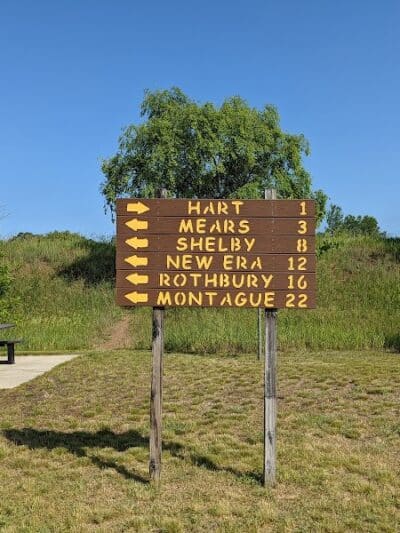 HART 1
MEARS 3
SHELBY 8
NEW ERA 12
ROTHBURY 16
MONTAGUE 22